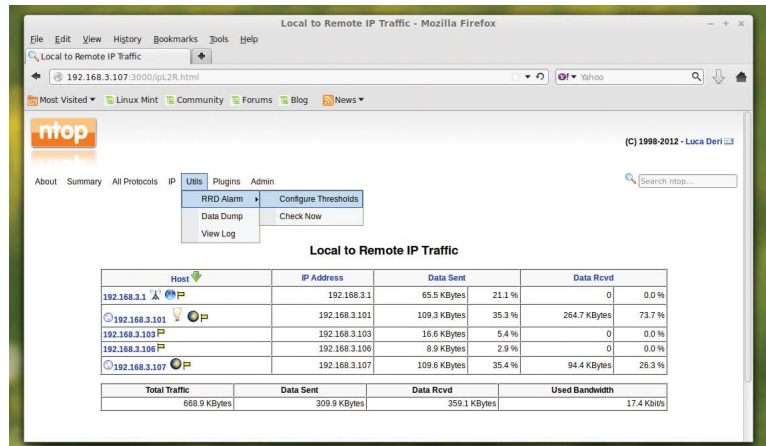 Local to Remote IP Traffic - Mozilla Firefox
File Edit View History Bookmarks Tools Help
Local to Remote IP Traffic
192.168.3.107:3000/ipL2R.html
Yahoo
Most Visited Linux Mint Community Forums Blog News
ntop
(C) 1998-2012 - Luca Deri
About Summary All Protocols IP Utils Plugins Admin
Search ntop...
RRD Alarm Configure Thresholds
Data Dump Check Now
View Log
Local to Remote IP Traffic
Host IP Address Data Sent Data Rcvd
192.168.3.1 192.168.3.1 65.5 KBytes 21.1 % 0 0.0 %
192.168.3.101 192.168.3.101 109.3 KBytes 35.3 % 264.7 KBytes 73.7 %
192.168.3.103 192.168.3.103 16.6 KBytes 5.4 % 0 0.0 %
192.168.3.106 192.168.3.106 8.9 KBytes 2.9 % 0 0.0 %
192.168.3.107 192.168.3.107 109.6 KBytes 35.4 % 94.4 KBytes 26.3 %
Total Traffic Data Sent Data Rcvd Used Bandwidth
668.9 KBytes 309.9 KBytes 359.1 KBytes 17.4 Kbit/s